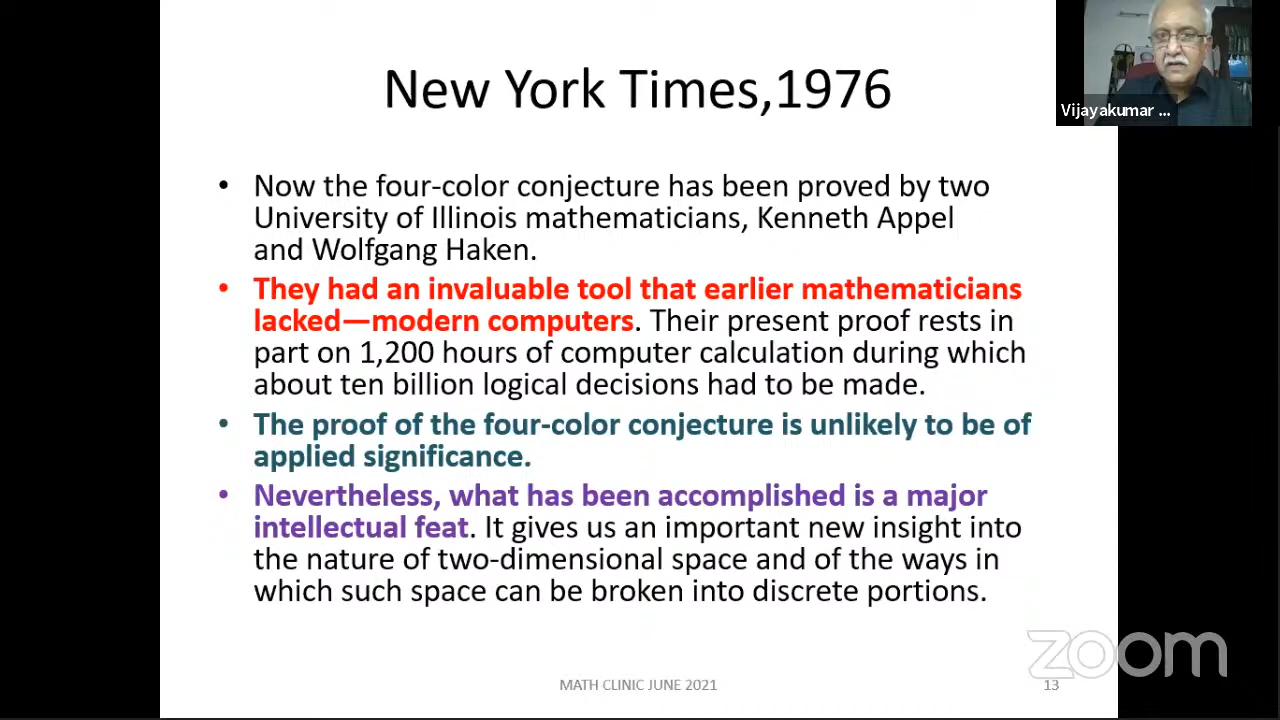 New York Times,1976
Vijayakumar ...
• Now the four-color conjecture has been proved by two
University of Illinois mathematicians, Kenneth Appel
and Wolfgang Haken.
• They had an invaluable tool that earlier mathematicians
lacked—modern computers. Their present proof rests in
part on 1,200 hours of computer calculation during which
about ten billion logical decisions had to be made.
• The proof of the four-color conjecture is unlikely to be of
applied significance.
• Nevertheless, what has been accomplished is a major
intellectual feat. It gives us an important new insight into
the nature of two-dimensional space and of the ways in
which such space can be broken into discrete portions.
zoom
MATH CLINIC JUNE 2021
13